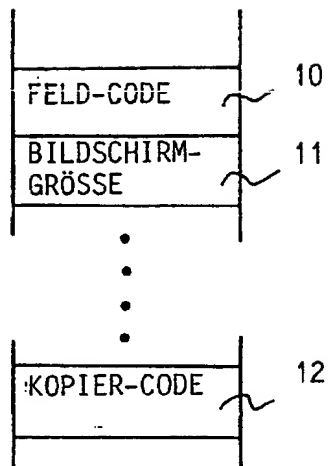 FELD-CODE 10
BILDSCHIRM- 11
GRÖSSE
KOPIER-CODE 12